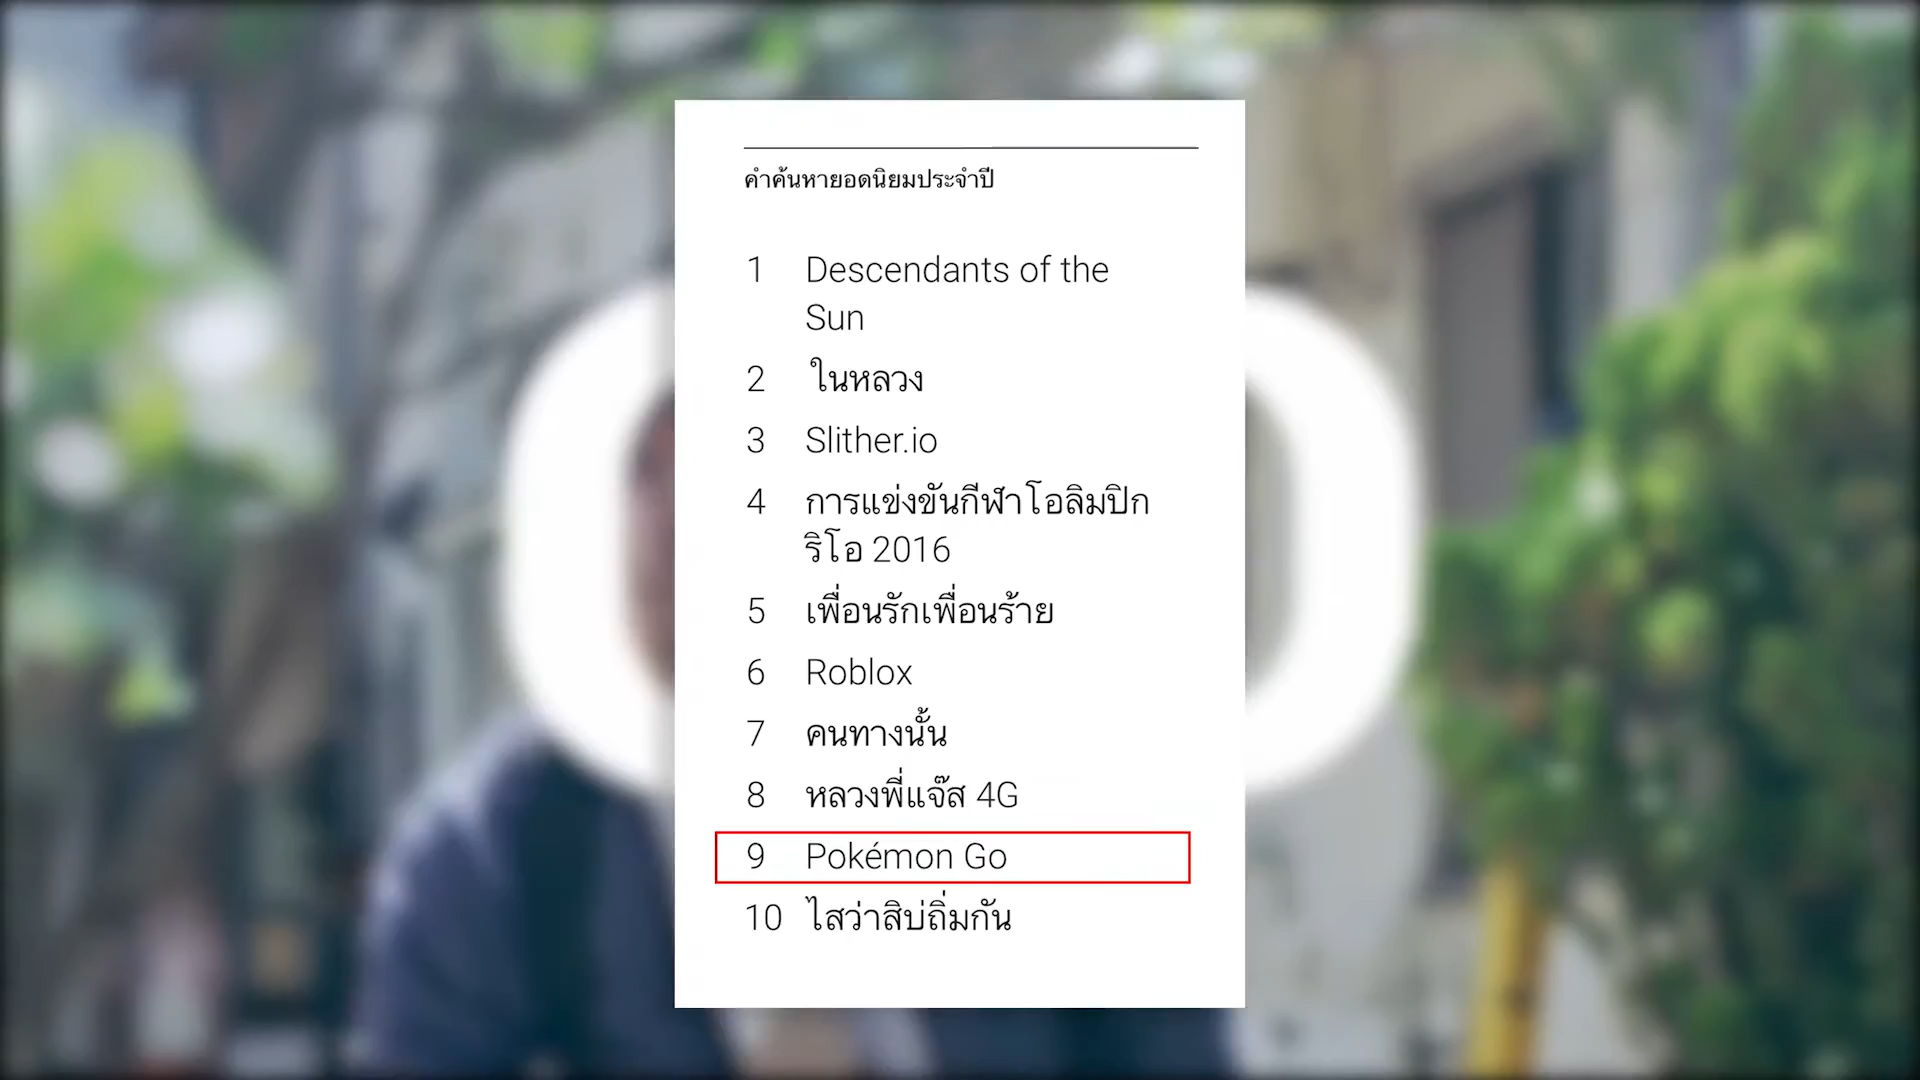 คำค้นหายอดนิยมประจำปี
1 Descendants of the
Sun
2 ในหลวง
3 Slither.io
4 การแข่งขันกีฬาโอลิมปิก
ริโอ 2016
5 เพื่อนรักเพื่อนร้าย
6 Roblox
7 คนทางนั้น
8 หลวงพี่แจ๊ส 4G
9 Pokémon Go
10 ไสว่าสิบ่ถิ่มกัน